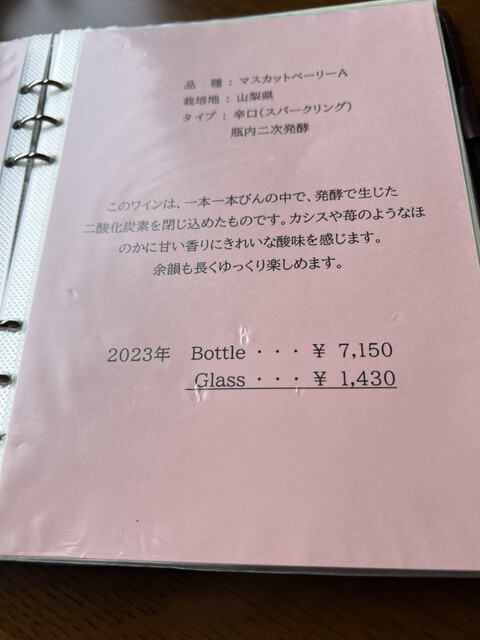 品　種：マスカットベーリーA
栽培地：山梨県
タイプ：辛口(スパークリング)
瓶内二次発酵
このワインは、一本一本びんの中で、発酵で生じた
二酸化炭素を閉じ込めたものです。カシスや苺のようなほ
のかに甘い香りにきれいな酸味を感じます。
余韻も長くゆっくり楽しめます。
2023年　Bottle・・・¥ 7,150
Glass・・・¥ 1,430